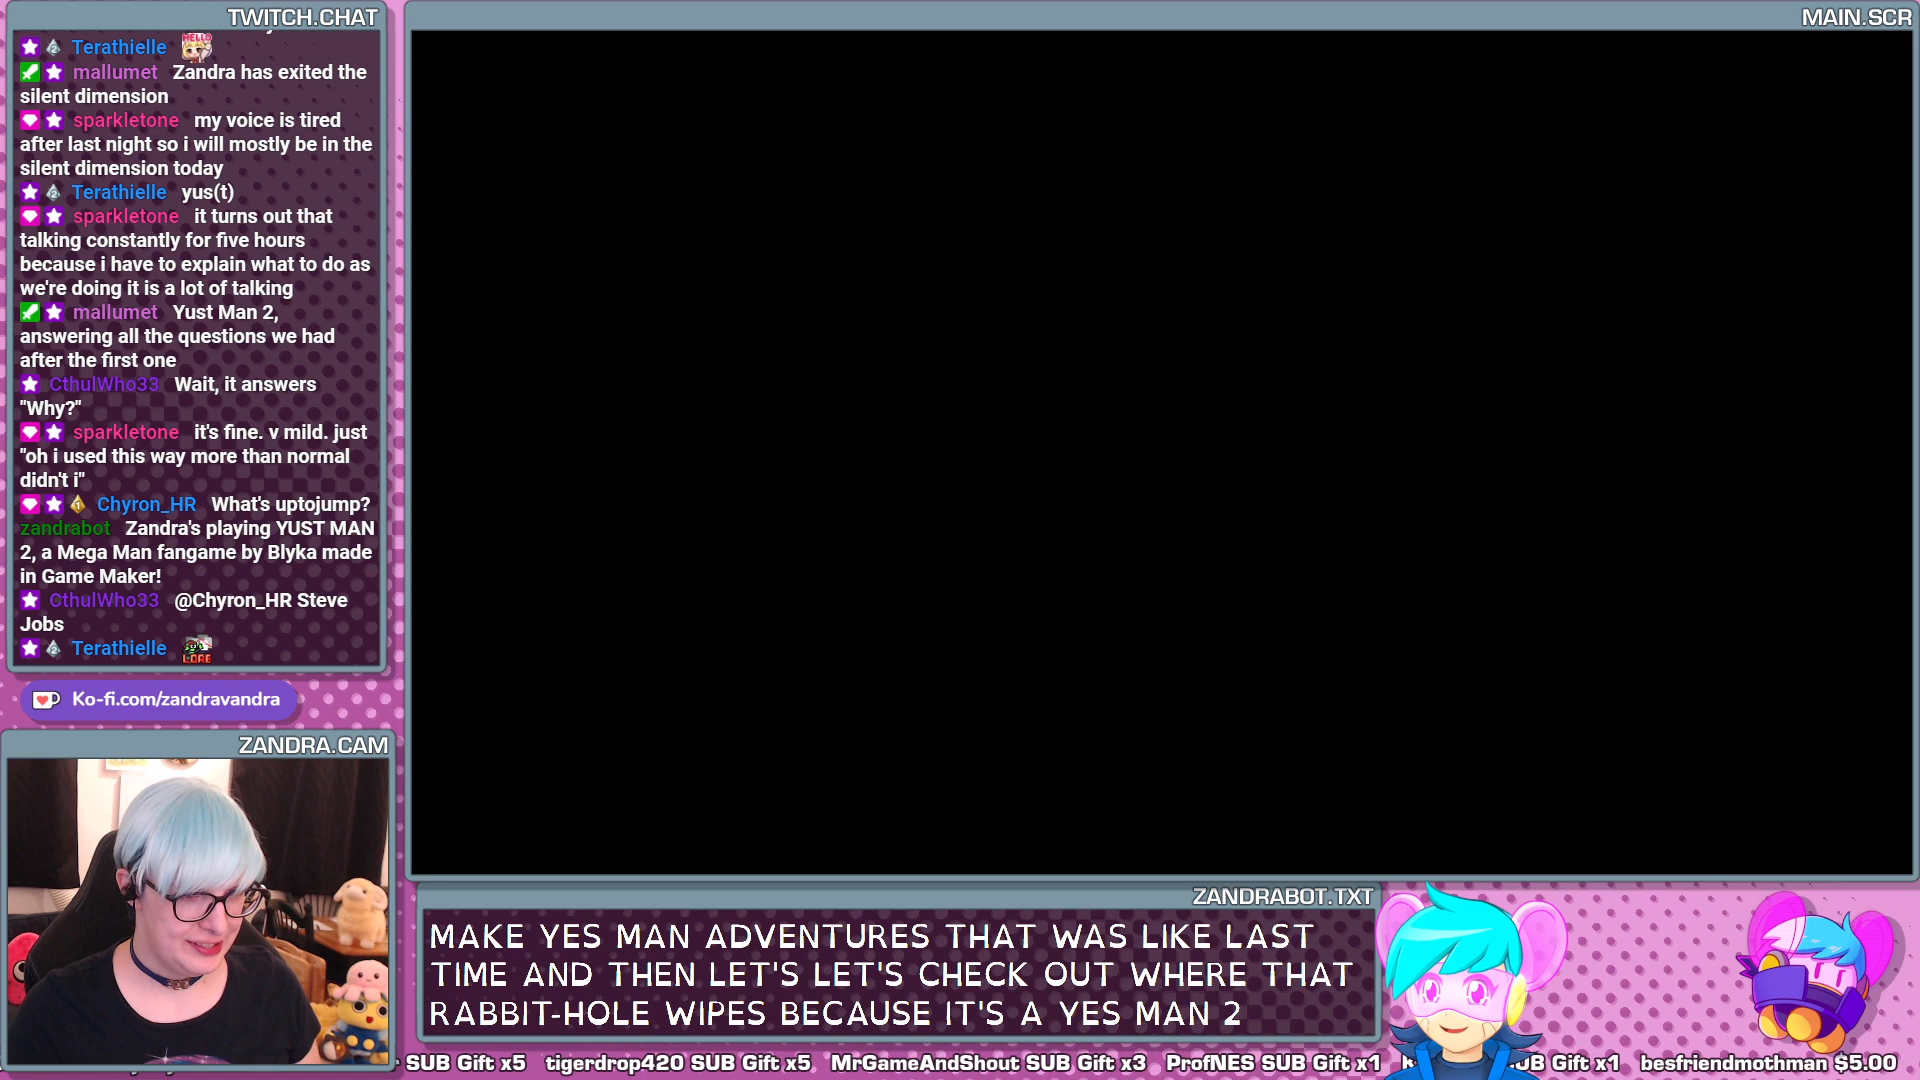 TWITCH.CHAT
Terathielle HELLO
mallumet Zandra has exited the
silent dimension
sparkletone my voice is tired
after last night so i will mostly be in the
silent dimension today
Terathielle yus(t)
sparkletone it turns out that
talking constantly for five hours
because i have to explain what to do as
we're doing it is a lot of talking
mallumet Yust Man 2,
answering all the questions we had
after the first one
CthulWho33 Wait, it answers
"Why?"
sparkletone it's fine. v mild. just
"oh i used this way more than normal
didn't i"
Chyron_HR What's uptojump?
zandrabot Zandra's playing YUST MAN
2, a Mega Man fangame by Blyka made
in Game Maker!
CthulWho33 @Chyron_HR Steve
Jobs
Terathielle LORE
Ko-fi.com/zandravandra
ZANDRA.CAM
MAIN.SCR
ZANDRABOT.TXT
MAKE YES MAN ADVENTURES THAT WAS LIKE LAST
TIME AND THEN LET'S LET'S CHECK OUT WHERE THAT
RABBIT-HOLE WIPES BECAUSE IT'S A YES MAN 2
SUB Gift x5 tigerdrop420 SUB Gift x5 MrGameAndShout SUB Gift x3 ProfNES SUB Gift x1 UB Gift x1 besfriendmothman $5.00